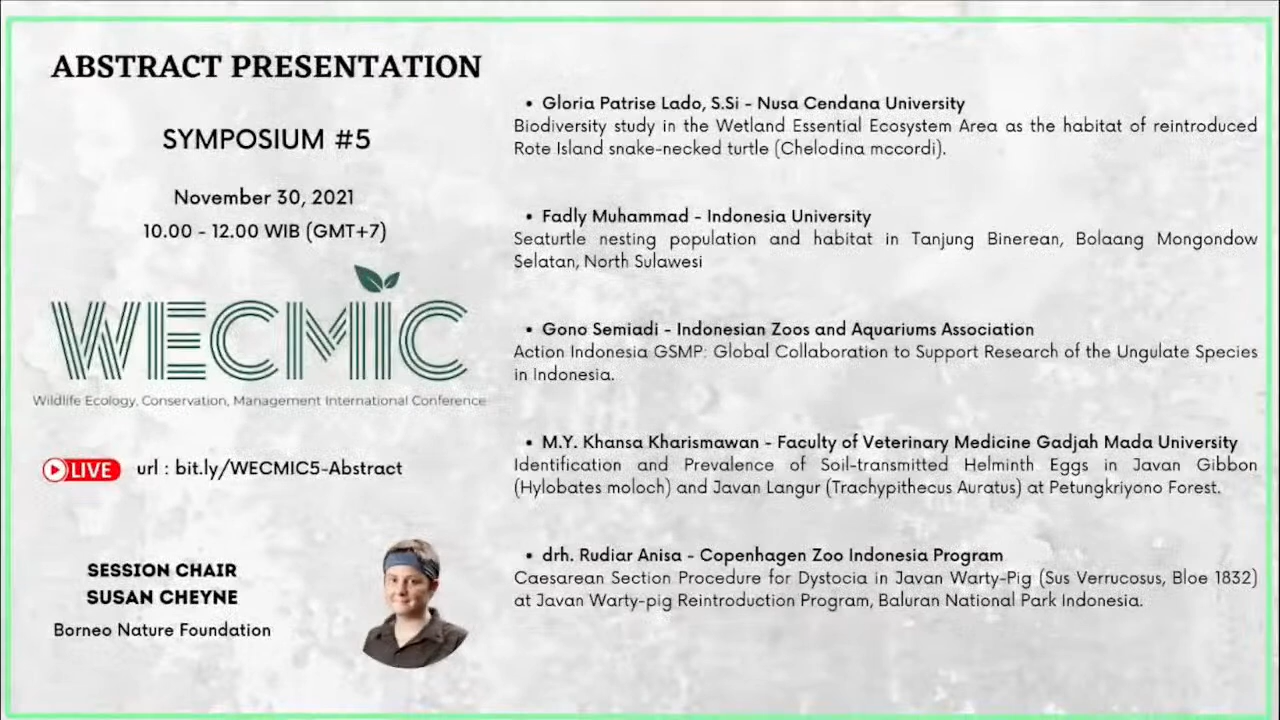 ABSTRACT PRESENTATION
SYMPOSIUM #5
November 30, 2021
10.00 - 12.00 WIB (GMT+7)
WECMIC
Wildlife Ecology, Conservation, Management International Conference
LIVE url : bit.ly/WECMIC5-Abstract
SESSION CHAIR
SUSAN CHEYNE
Borneo Nature Foundation
• Gloria Patrise Lado, S.Si - Nusa Cendana University
Biodiversity study in the Wetland Essential Ecosystem Area as the habitat of reintroduced
Rote Island snake-necked turtle (Chelodina mccordi).
• Fadly Muhammad - Indonesia University
Seaturtle nesting population and habitat in Tanjung Binerean, Bolaang Mongondow
Selatan, North Sulawesi
• Gono Semiadi - Indonesian Zoos and Aquariums Association
Action Indonesia GSMP: Global Collaboration to Support Research of the Ungulate Species
in Indonesia.
• M.Y. Khansa Kharismawan - Faculty of Veterinary Medicine Gadjah Mada University
Identification and Prevalence of Soil-transmitted Helminth Eggs in Javan Gibbon
(Hylobates moloch) and Javan Langur (Trachypithecus Auratus) at Petungkriyono Forest.
• drh. Rudiar Anisa - Copenhagen Zoo Indonesia Program
Caesarean Section Procedure for Dystocia in Javan Warty-Pig (Sus Verrucosus, Bloe 1832)
at Javan Warty-pig Reintroduction Program, Baluran National Park Indonesia.